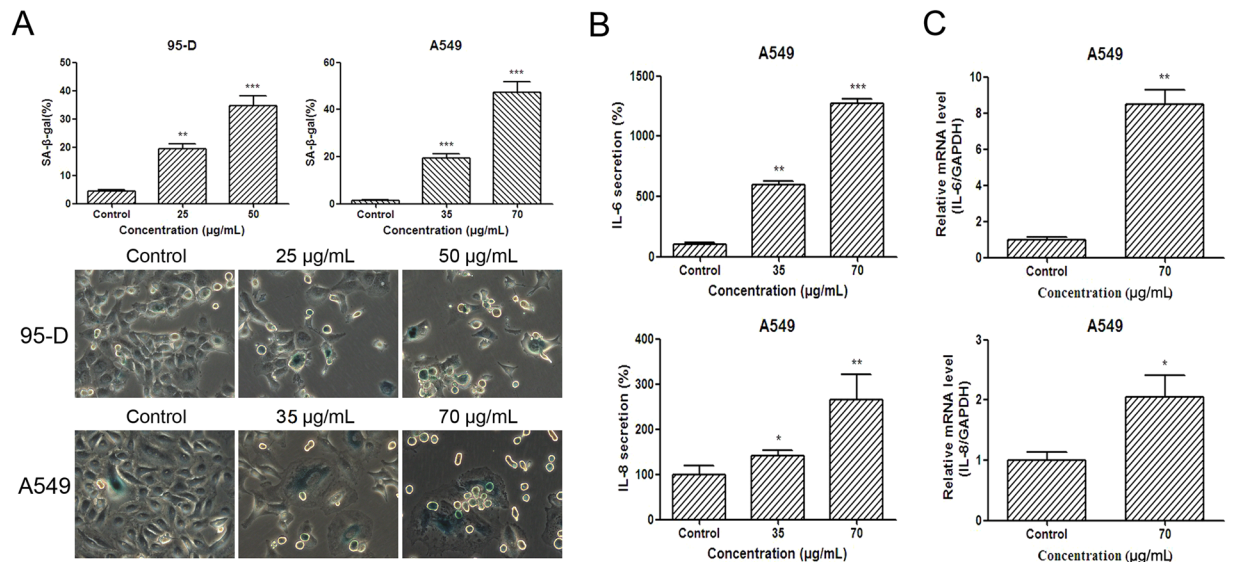 A
95-D
SA-β-gal(%)
60
50
40
30
20
10
0
**
***
Control 25 50
Concentration (μg/mL)
A549
SA-β-gal(%)
60
40
20
0
***
***
Control 35 70
Concentration (μg/mL)
Control 25 μg/mL 50 μg/mL
95-D
Control 35 μg/mL 70 μg/mL
A549
B
A549
IL-6 secretion (%)
1500
1000
500
0
**
***
Control 35 70
Concentration (μg/mL)
A549
IL-8 secretion (%)
400
300
200
100
0
*
**
Control 35 70
Concentration (μg/mL)
C
A549
Relative mRNA level
(IL-6/GAPDH)
10
8
6
4
2
0
**
Control 70
Concentration (μg/mL)
A549
Relative mRNA level
(IL-8/GAPDH)
3
2
1
0
*
Control 70
Concentration (μg/mL)